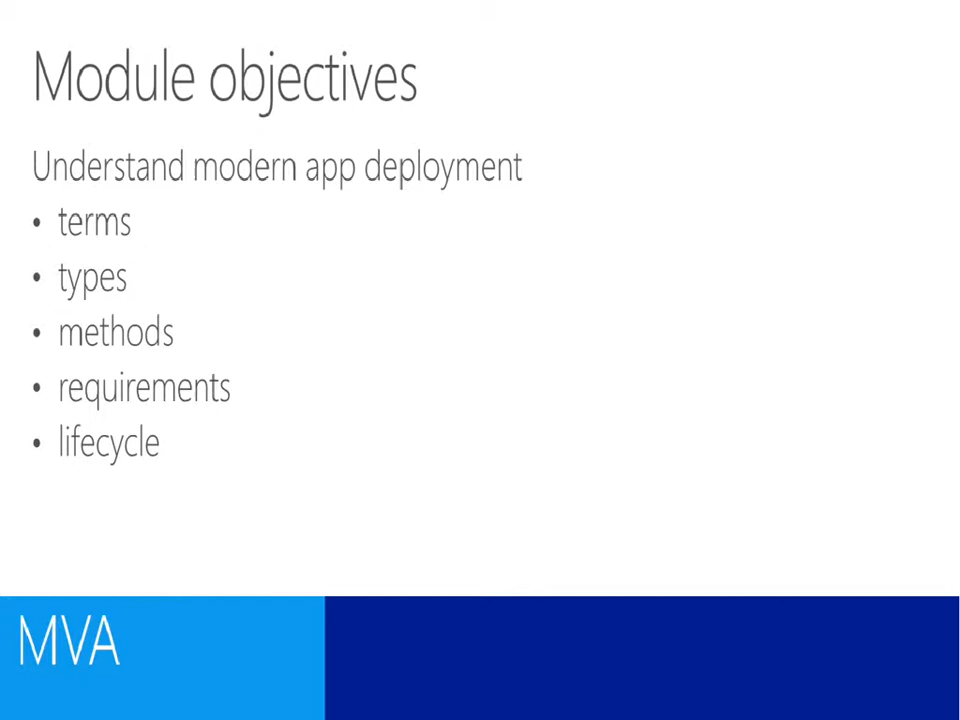 Module objectives
Understand modern app deployment
• terms
• types
• methods
• requirements
• lifecycle
MVA